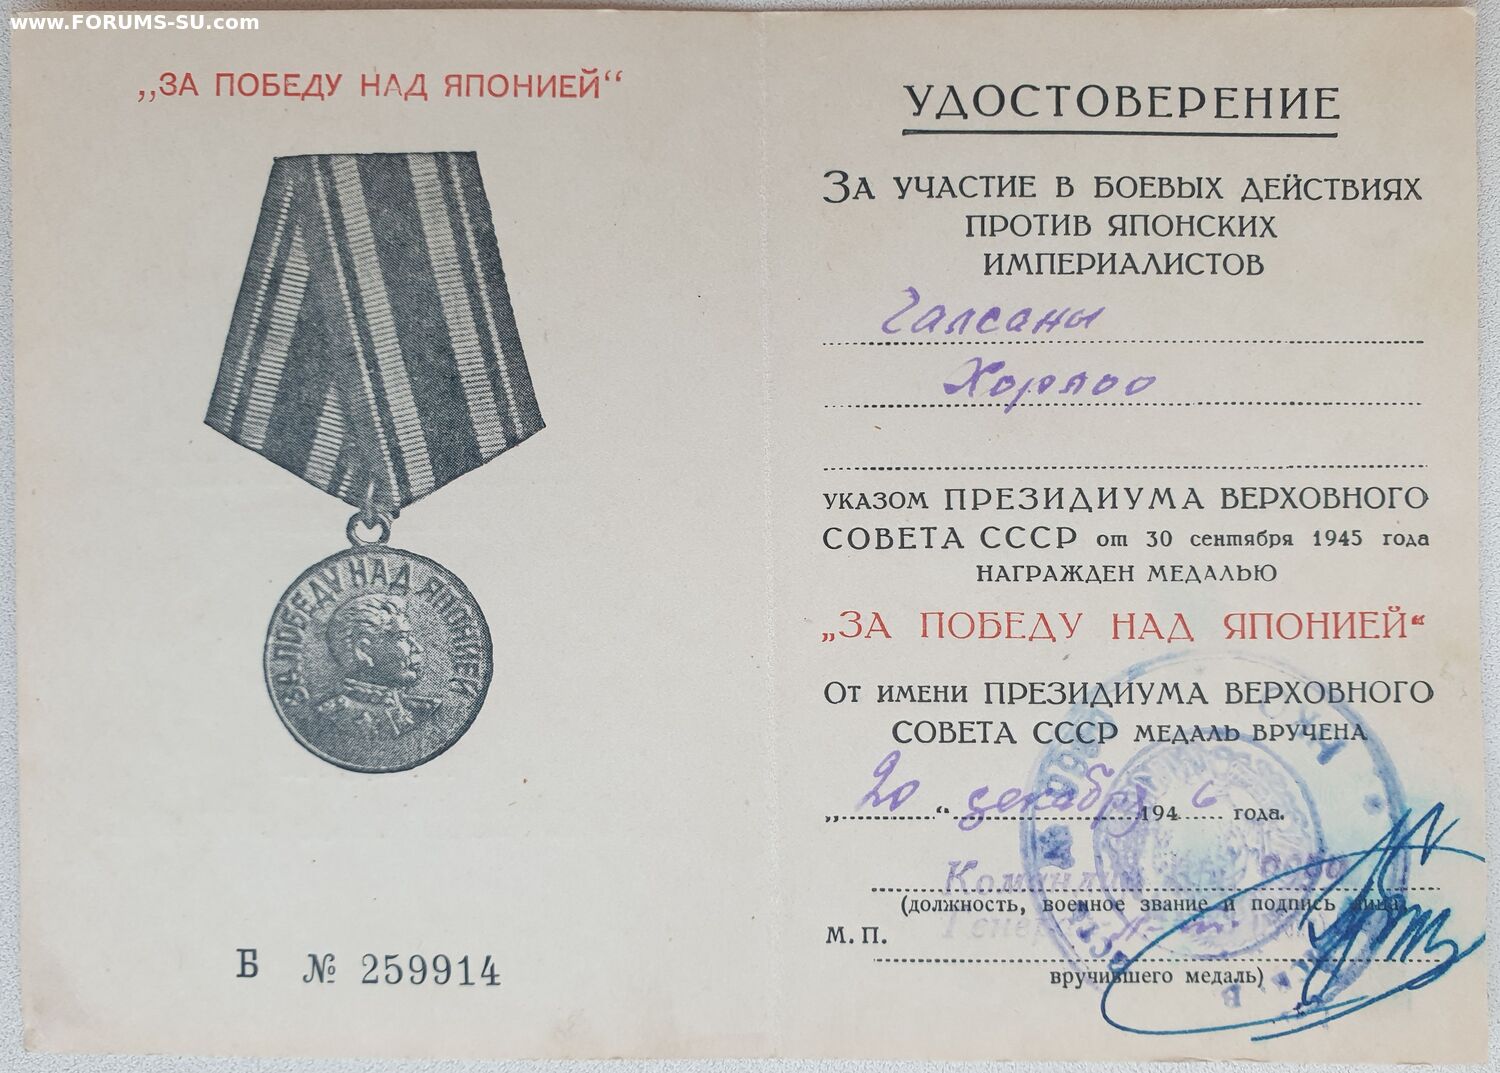 www.FORUMS-SU.com
„ЗА ПОБЕДУ НАД ЯПОНИЕЙ“
ЗА ПОБЕДУ НАД ЯПОНИЕЙ
Б № 259914
УДОСТОВЕРЕНИЕ
ЗА УЧАСТИЕ В БОЕВЫХ ДЕЙСТВИЯХ
ПРОТИВ ЯПОНСКИХ
ИМПЕРИАЛИСТОВ
Галсаны
Хорлоо
УКАЗОМ ПРЕЗИДИУМА ВЕРХОВНОГО
СОВЕТА СССР от 30 сентября 1945 года
НАГРАЖДЕН МЕДАЛЬЮ
„ЗА ПОБЕДУ НАД ЯПОНИЕЙ“
ОТ ИМЕНИ ПРЕЗИДИУМА ВЕРХОВНОГО
СОВЕТА СССР МЕДАЛЬ ВРУЧЕНА
„20“ декабря 1946 года.
(должность, военное звание и подпись лица,
М. П.
вручившего медаль)